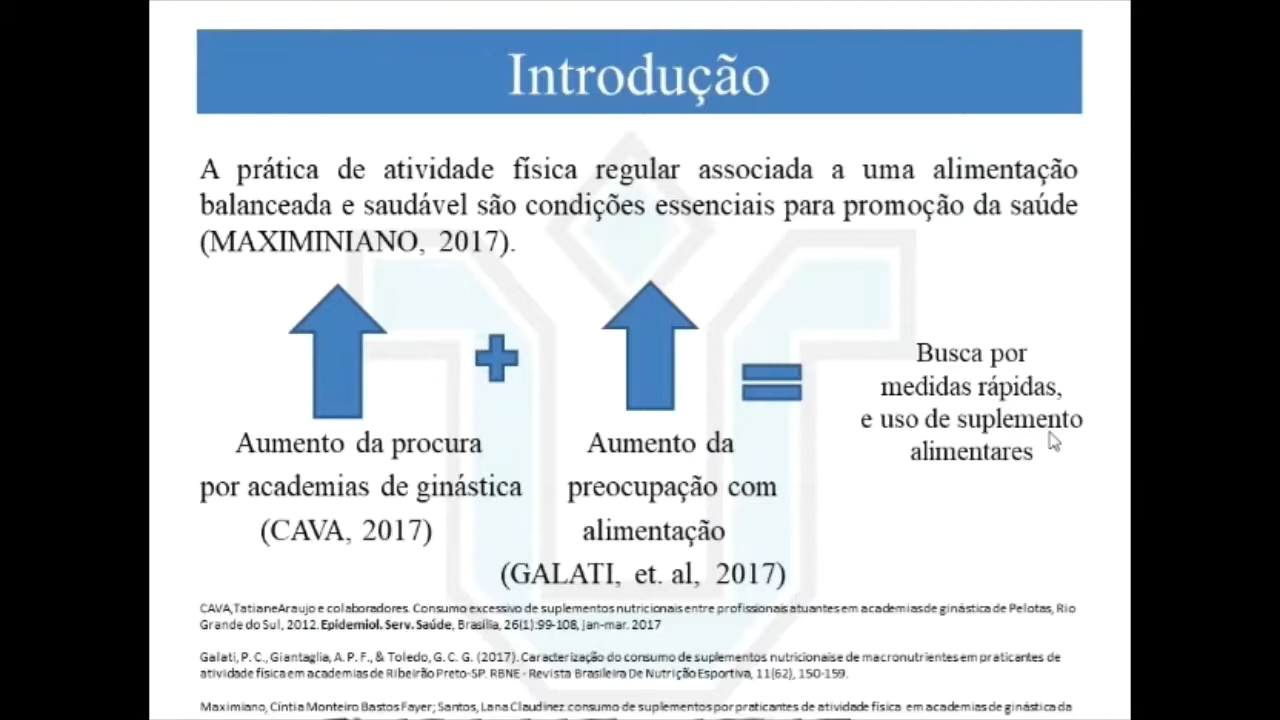 Introdução
A prática de atividade física regular associada a uma alimentação
balanceada e saudável são condições essenciais para promoção da saúde
(MAXIMINIANO, 2017).
Busca por
medidas rápidas,
e uso de suplemento
alimentares
Aumento da procura
por academias de ginástica
(CAVA, 2017)
Aumento da
preocupação com
alimentação
(GALATI, et. al, 2017)
CAVA,TatianeAraujo e colaboradores. Consumo excessivo de suplementos nutricionais entre profissionais atuantes em academias de ginástica de Pelotas, Rio
Grande do Sul, 2012. Epidemiol. Serv. Saúde, Brasília, 26(1):99-108, jan-mar. 2017
Galati, P. C., Giantaglia, A. P. F., & Toledo, G. C. G. (2017). Caracterização do consumo de suplementos nutricionaise de macronutrientes em praticantes de
atividade física em academias de Ribeirão Preto-SP. RBNE - Revista Brasileira De Nutrição Esportiva, 11(62), 150-159.
Maximiano, Cíntia Monteiro Bastos Fayer; Santos, Lana Claudinez.consumo de suplementos por praticantes de atividade física em academias de ginástica da